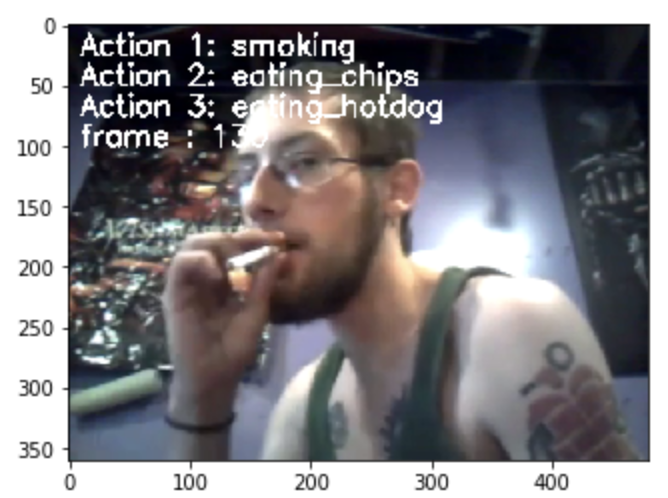 0
50
100
150
200
250
300
350
Action 1: smoking
Action 2: eating_chips
Action 3: eating_hotdog
frame :
0 100 200 300 400